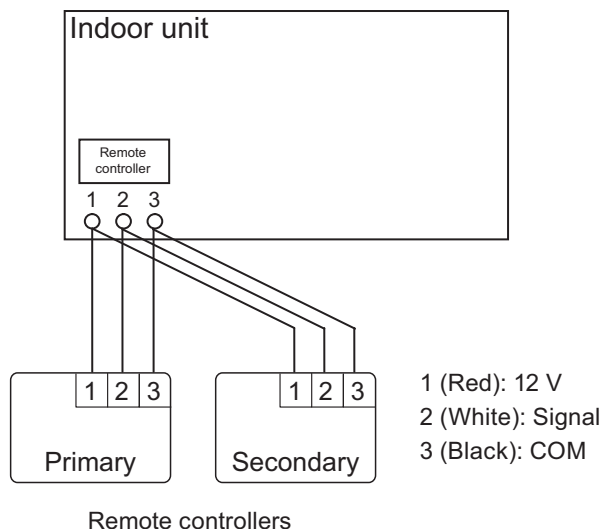 Indoor unit
Remote
controller
1 2 3
1 2 3
Primary
1 2 3
Secondary
1 (Red): 12 V
2 (White): Signal
3 (Black): COM
Remote controllers